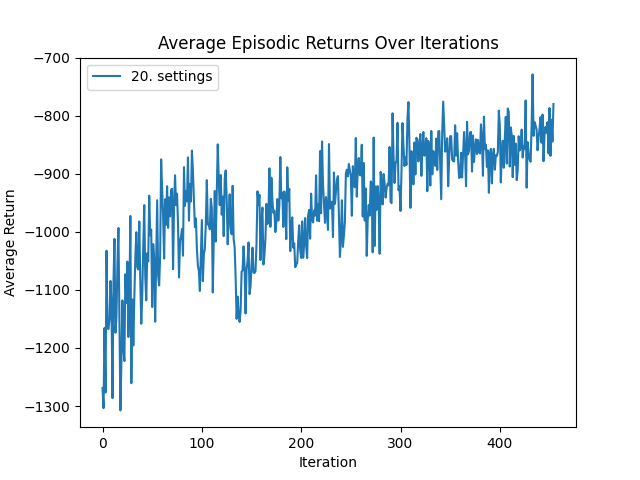 Average Episodic Returns Over Iterations
20. settings
Average Return
−700
−800
−900
−1000
−1100
−1200
−1300
0 100 200 300 400
Iteration